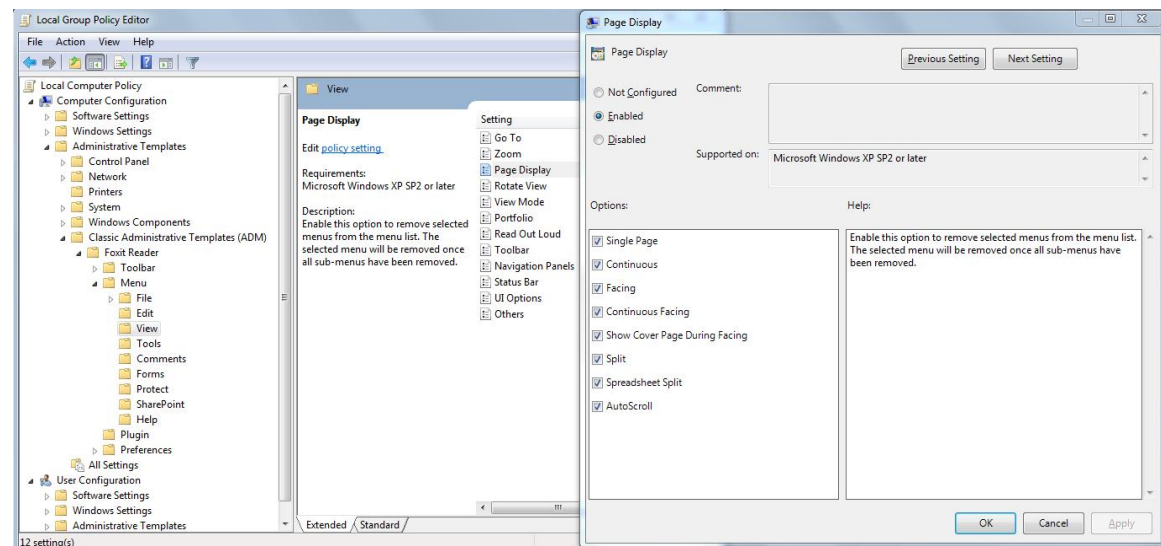 Local Group Policy Editor
File Action View Help
Local Computer Policy
Computer Configuration
Software Settings
Windows Settings
Administrative Templates
Control Panel
Network
Printers
System
Windows Components
Classic Administrative Templates (ADM)
Foxit Reader
Toolbar
Menu
File
Edit
View
Tools
Comments
Forms
Protect
SharePoint
Help
Plugin
Preferences
All Settings
User Configuration
Software Settings
Windows Settings
Administrative Templates
12 setting(s)
View
Page Display
Edit policy setting
Requirements:
Microsoft Windows XP SP2 or later
Description:
Enable this option to remove selected
menus from the menu list. The
selected menu will be removed once
all sub-menus have been removed.
Setting
Go To
Zoom
Page Display
Rotate View
View Mode
Portfolio
Read Out Loud
Toolbar
Navigation Panels
Status Bar
UI Options
Others
Extended Standard
Page Display
Page Display
Previous Setting Next Setting
Not Configured
Enabled
Disabled
Comment:
Supported on: Microsoft Windows XP SP2 or later
Options:
Single Page
Continuous
Facing
Continuous Facing
Show Cover Page During Facing
Split
Spreadsheet Split
AutoScroll
Help:
Enable this option to remove selected menus from the menu list.
The selected menu will be removed once all sub-menus have
been removed.
OK Cancel Apply